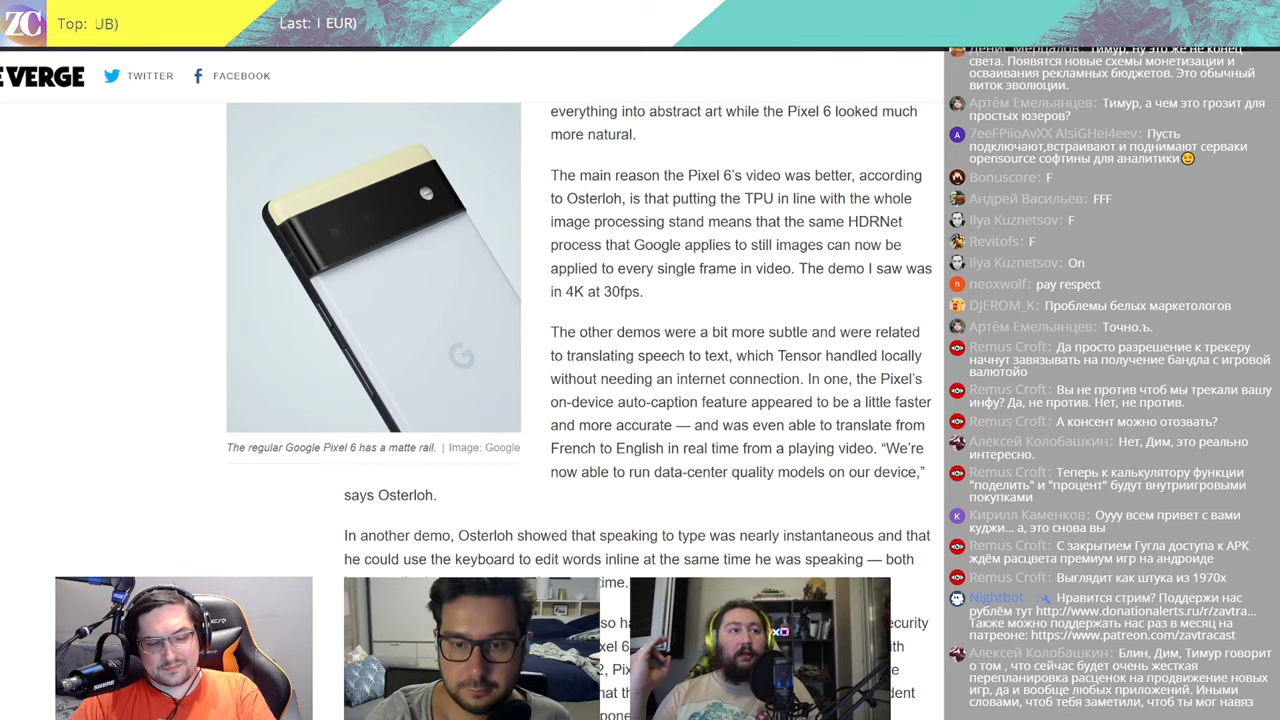 ZC
Top: UB)
Last: EUR)
E VERGE
TWITTER
FACEBOOK
everything into abstract art while the Pixel 6 looked much
more natural.
The main reason the Pixel 6's video was better, according
to Osterloh, is that putting the TPU in line with the whole
image processing stand means that the same HDRNet
process that Google applies to still images can now be
applied to every single frame in video. The demo I saw was
in 4K at 30fps.
The other demos were a bit more subtle and were related
to translating speech to text, which Tensor handled locally
without needing an internet connection. In one, the Pixel's
on-device auto-caption feature appeared to be a little faster
and more accurate — and was even able to translate from
French to English in real time from a playing video. “We're
now able to run data-center quality models on our device,”
says Osterloh.
The regular Google Pixel 6 has a matte rail. | Image: Google
In another demo, Osterloh showed that speaking to type was nearly instantaneous and that
he could use the keyboard to edit words inline at the same time he was speaking — both
time.
SHURE
Денис Мерпалов: Тимур, ну это же не конец
света. Появятся новые схемы монетизации и
осваивания рекламных бюджетов. Это обычный
виток эволюции.
Артём Емельянцев: Тимур, а чем это грозит для
простых юзеров?
7eeFPiioAvXX AlsiGHei4eev: Пусть
подключают,встраивают и поднимают серваки
opensource софтины для аналитики
Bonuscore: F
Андрей Васильев: FFF
Ilya Kuznetsov: F
Revitofs: F
Ilya Kuznetsov: On
neoxwolf: pay respect
DJEROM_K: Проблемы белых маркетологов
Артём Емельянцев: Точно.ъ.
Remus Croft: Да просто разрешение к трекеру
начнут завязывать на получение бандла с игровой
валютойо
Remus Croft: Вы не против чтоб мы трекали вашу
инфу? Да, не против. Нет, не против.
Remus Croft: А консент можно отозвать?
Алексей Колобашкин: Нет, Дим, это реально
интересно.
Remus Croft: Теперь к калькулятору функции
"поделить" и "процент" будут внутриигровыми
покупками
Кирилл Каменков: Оууу всем привет с вами
куджи... а, это снова вы
Remus Croft: С закрытием Гугла доступа к АРК
ждём расцвета премиум игр на андроиде
Remus Croft: Выглядит как штука из 1970х
Nightbot : Нравится стрим? Поддержи нас
рублём тут http://www.donationalerts.ru/r/zavtra...
Также можно поддержать нас раз в месяц на
патреоне: https://www.patreon.com/zavtracast
Алексей Колобашкин: Блин, Дим, Тимур говорит
о том , что сейчас будет очень жесткая
перепланировка расценок на продвижение новых
игр, да и вообще любых приложений. Иными
словами, чтоб тебя заметили, чтоб ты мог навяз